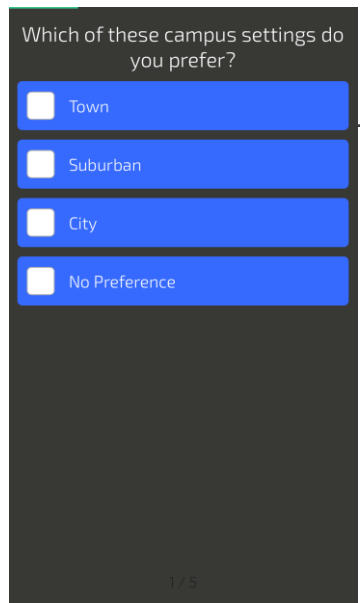 Which of these campus settings do
you prefer?
Town
Suburban
City
No Preference
1 / 5